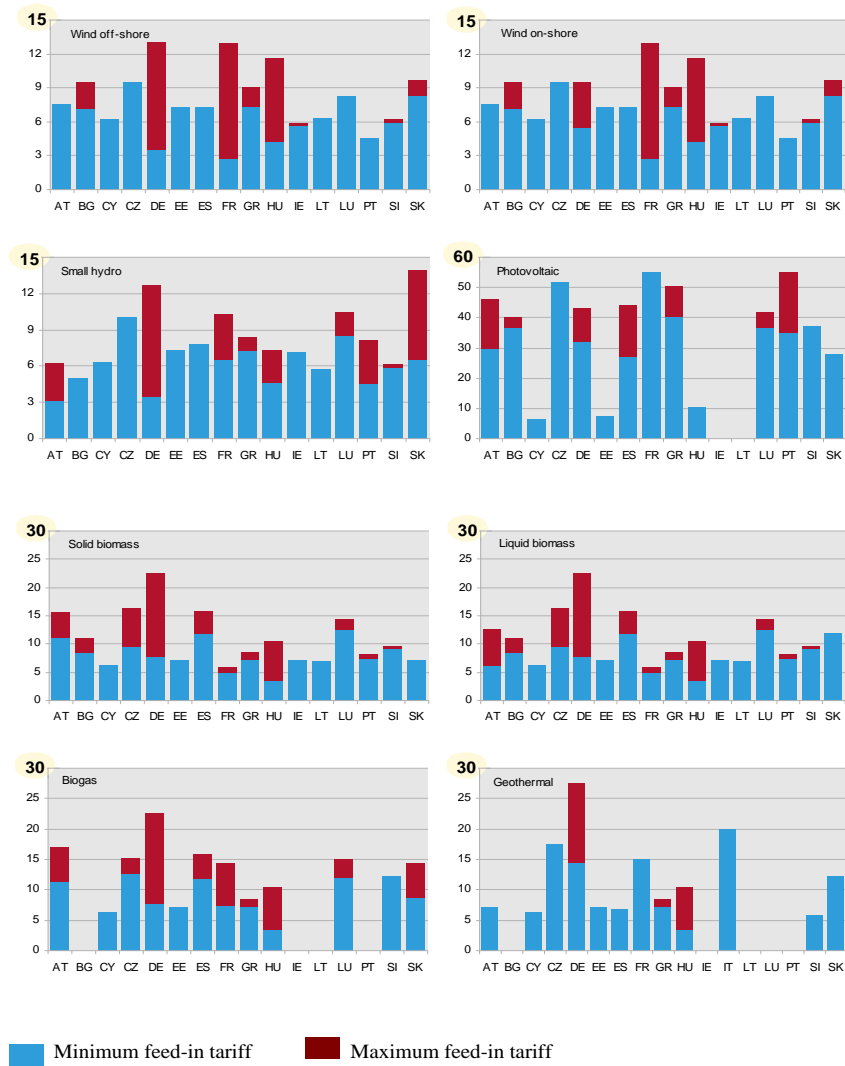 15
Wind off-shore
12
9
6
3
0
AT BG CY CZ DE EE ES FR GR HU IE LT LU PT SI SK
15
Wind on-shore
12
9
6
3
0
AT BG CY CZ DE EE ES FR GR HU IE LT LU PT SI SK
15
Small hydro
12
9
6
3
0
AT BG CY CZ DE EE ES FR GR HU IE LT LU PT SI SK
60
Photovoltaic
50
40
30
20
10
0
AT BG CY CZ DE EE ES FR GR HU IE LT LU PT SI SK
30
Solid biomass
25
20
15
10
5
0
AT BG CY CZ DE EE ES FR GR HU IE LT LU PT SI SK
30
Liquid biomass
25
20
15
10
5
0
AT BG CY CZ DE EE ES FR GR HU IE LT LU PT SI SK
30
Biogas
25
20
15
10
5
0
AT BG CY CZ DE EE ES FR GR HU IE LT LU PT SI SK
30
Geothermal
25
20
15
10
5
0
AT BG CY CZ DE EE ES FR GR HU IE IT LU PT SI SK
Minimum feed-in tariff
Maximum feed-in tariff